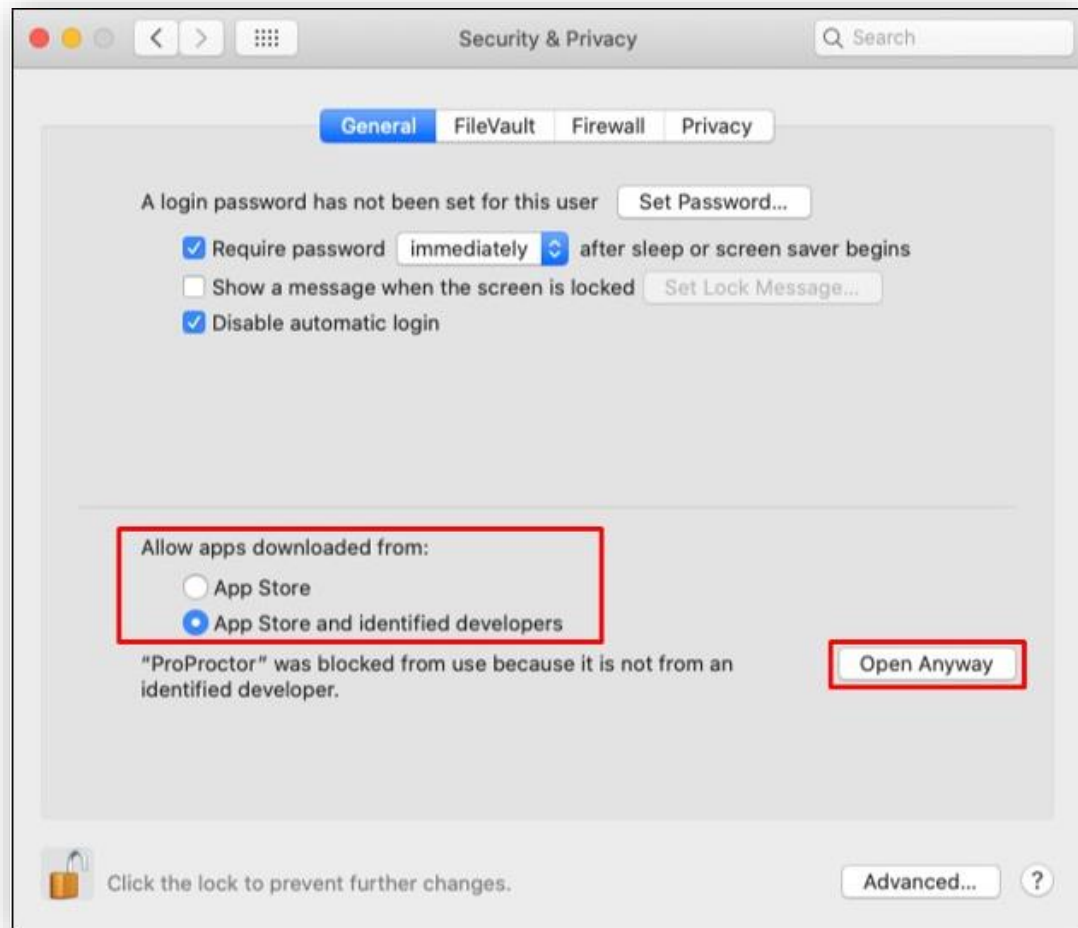 Security & Privacy
Search
General FileVault Firewall Privacy
A login password has not been set for this user Set Password...
Require password immediately after sleep or screen saver begins
Show a message when the screen is locked Set Lock Message...
Disable automatic login
Allow apps downloaded from:
App Store
App Store and identified developers
“ProProctor” was blocked from use because it is not from an
identified developer.
Open Anyway
Click the lock to prevent further changes.
Advanced... ?